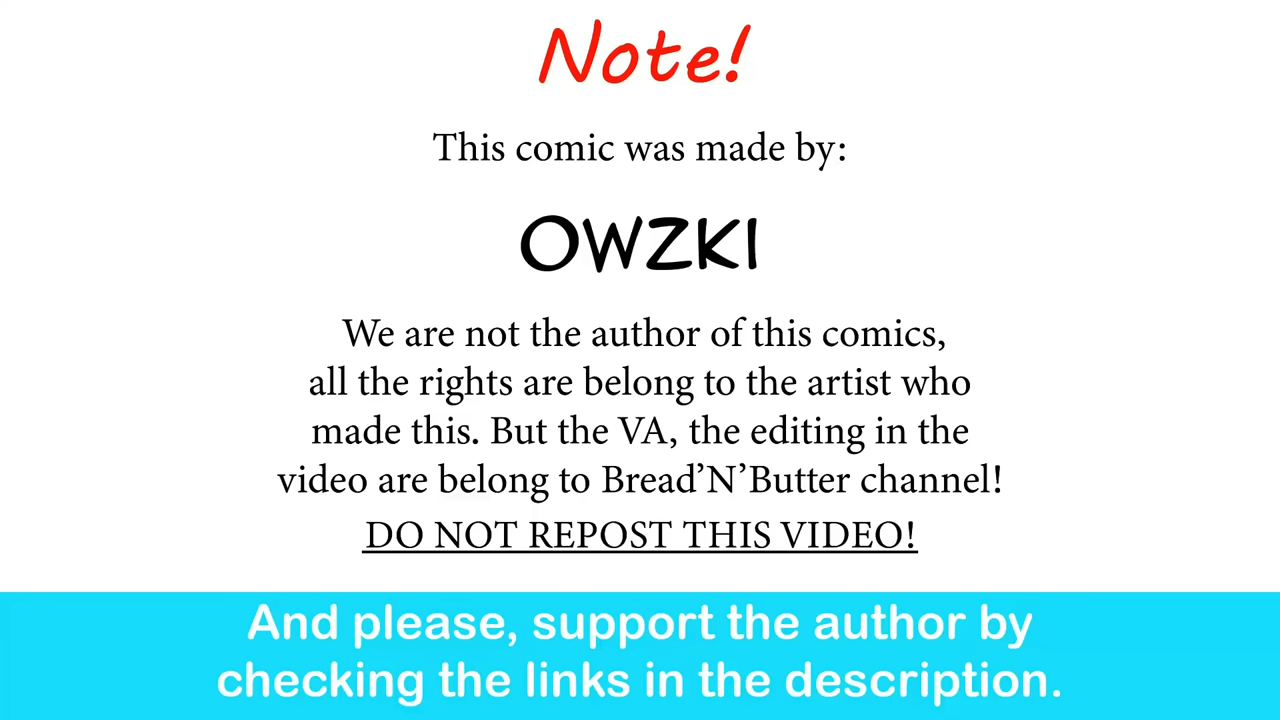 Note!
This comic was made by:
OWZKI
We are not the author of this comics,
all the rights are belong to the artist who
made this. But the VA, the editing in the
video are belong to Bread’N’Butter channel!
DO NOT REPOST THIS VIDEO!
And please, support the author by
checking the links in the description.